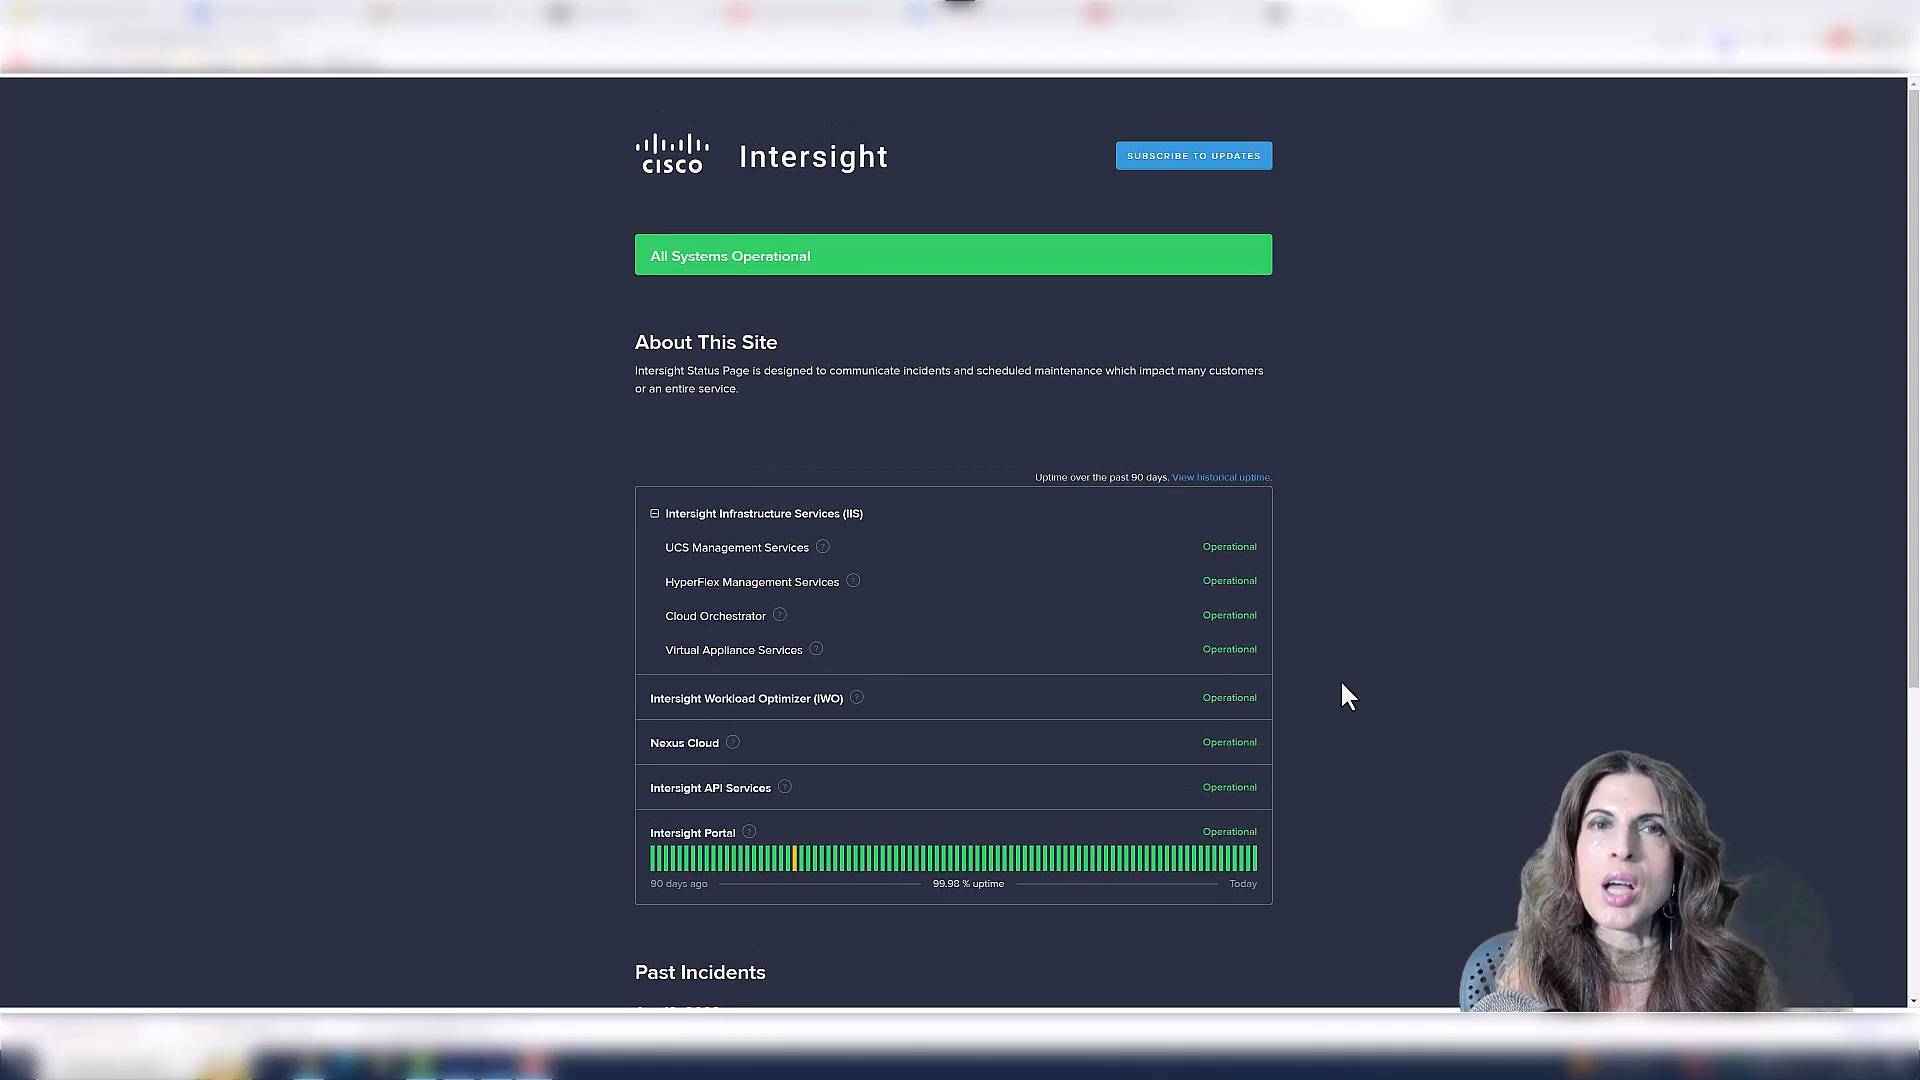 CISCO
Intersight
SUBSCRIBE TO UPDATES
All Systems Operational
About This Site
Intersight Status Page is designed to communicate incidents and scheduled maintenance which impact many customers
or an entire service.
Uptime over the past 90 days. View historical uptime.
Intersight Infrastructure Services (IIS)
UCS Management Services ? Operational
HyperFlex Management Services ? Operational
Cloud Orchestrator ? Operational
Virtual Appliance Services ? Operational
Intersight Workload Optimizer (IWO) ? Operational
Nexus Cloud ? Operational
Intersight API Services ? Operational
Intersight Portal ? Operational
90 days ago 99.98 % uptime Today
Past Incidents